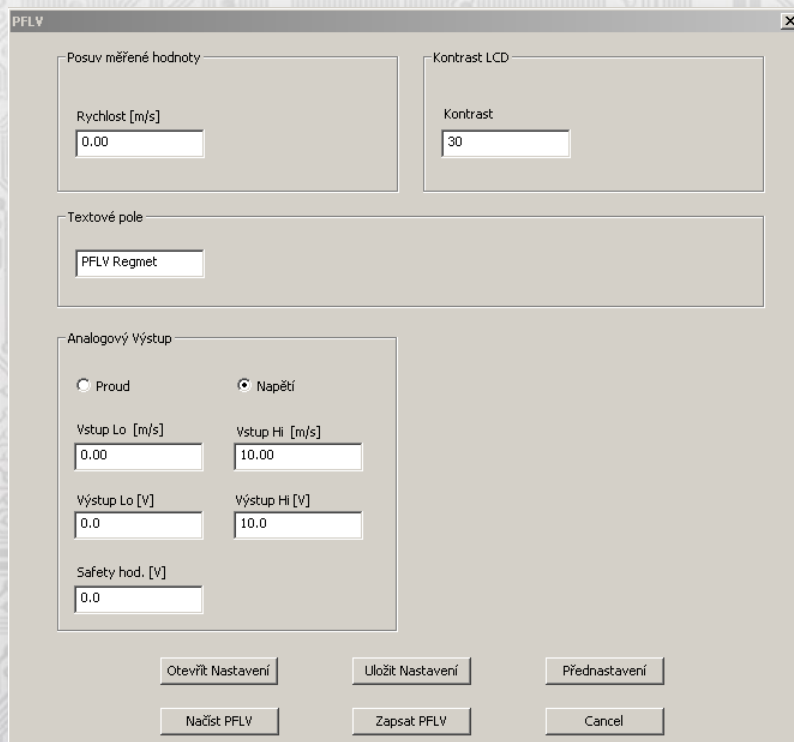 PFLV
Posuv měřené hodnoty
Rychlost [m/s]
0.00
Kontrast LCD
Kontrast
30
Textové pole
PFLV Regmet
Analogový Výstup
Proud
Napětí
Vstup Lo [m/s]
Vstup Hi [m/s]
0.00
10.00
Výstup Lo [V]
Výstup Hi [V]
0.0
10.0
Safety hod. [V]
0.0
Otevřít Nastavení
Uložit Nastavení
Přednastavení
Načíst PFLV
Zapsat PFLV
Cancel